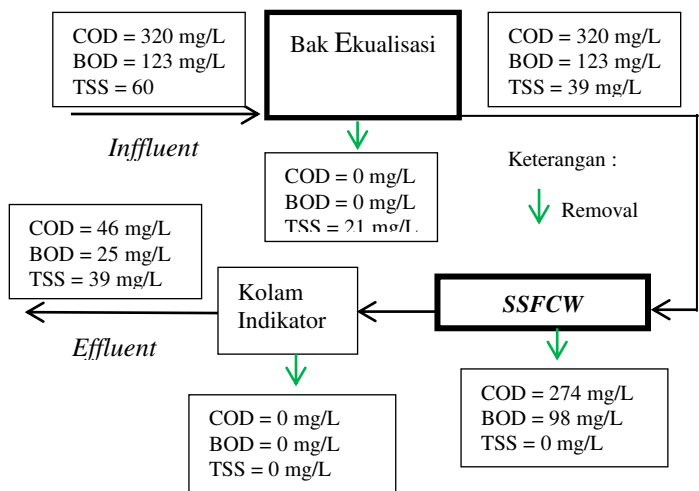 COD = 320 mg/L
BOD = 123 mg/L
TSS = 60
Bak Ekualisasi
COD = 320 mg/L
BOD = 123 mg/L
TSS = 39 mg/L
Inffluent
COD = 0 mg/L
BOD = 0 mg/L
TSS = 21 mg/L
Keterangan :
Removal
COD = 46 mg/L
BOD = 25 mg/L
TSS = 39 mg/L
Kolam
Indikator
SSFCW
Effluent
COD = 0 mg/L
BOD = 0 mg/L
TSS = 0 mg/L
COD = 274 mg/L
BOD = 98 mg/L
TSS = 0 mg/L